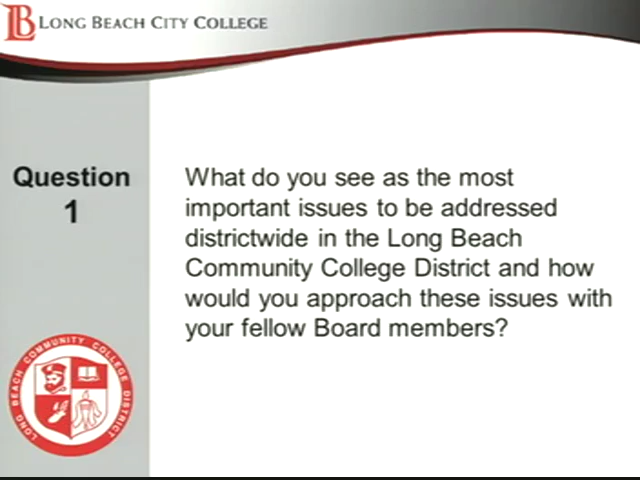 LB LONG BEACH CITY COLLEGE
Question
1
What do you see as the most
important issues to be addressed
districtwide in the Long Beach
Community College District and how
would you approach these issues with
your fellow Board members?
LONG BEACH COMMUNITY COLLEGE DISTRICT